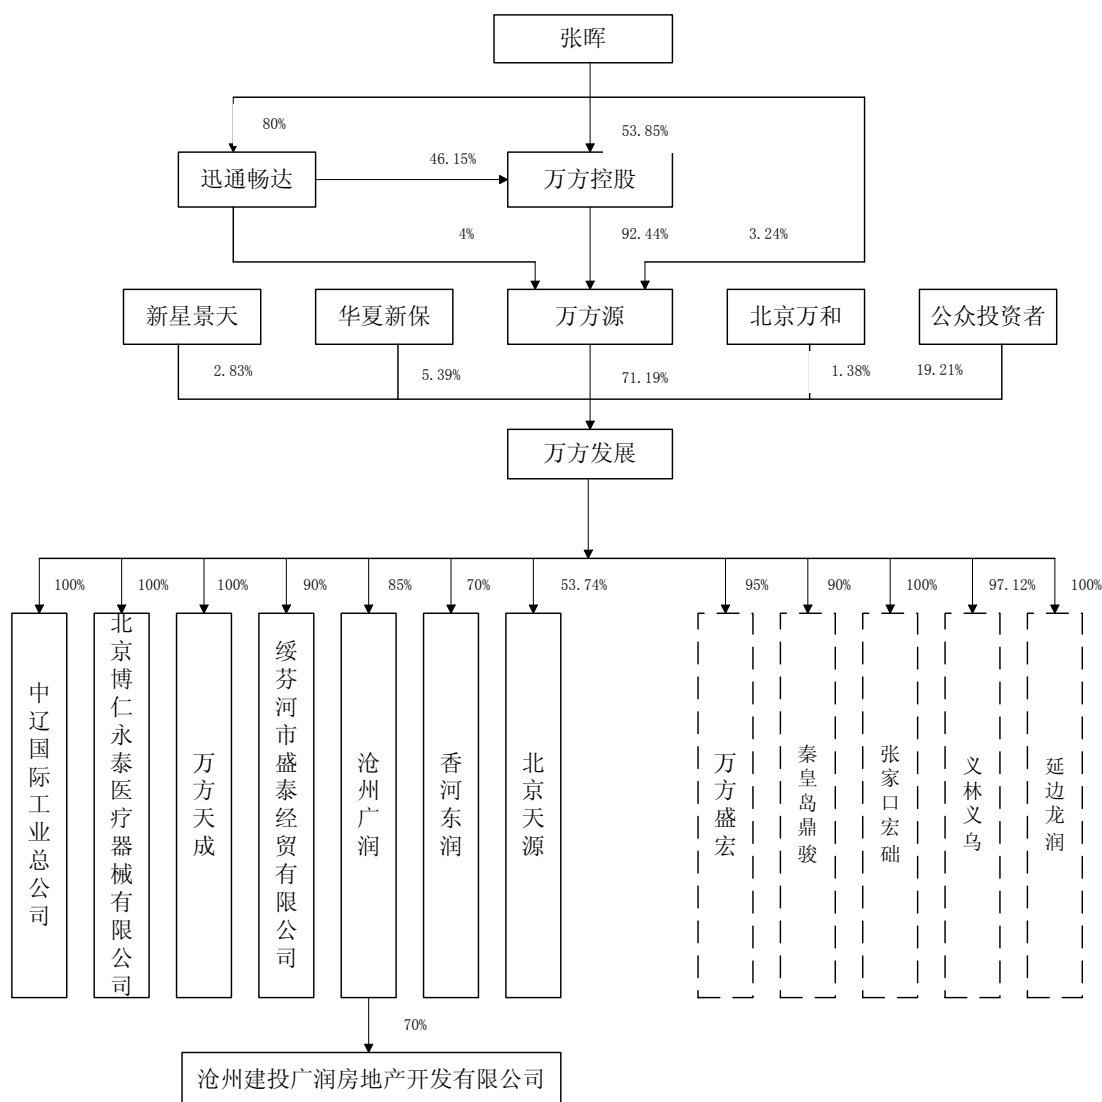 张晖
80%
53.85%
迅通畅达
46.15%
万方控股
4%
92.44%
3.24%
新星景天
华夏新保
万方源
北京万和
公众投资者
2.83%
5.39%
71.19%
1.38%
19.21%
万方发展
100%
100%
100%
90%
85%
70%
53.74%
95%
90%
100%
97.12%
100%
中辽国际工业总公司
北京博仁永泰医疗器械有限公司
万方天成
绥芬河市盛泰经贸有限公司
沧州广润
香河东润
北京天源
万方盛宏
秦皇岛鼎骏
张家口宏础
义林义乌
延边龙润
70%
沧州建投广润房地产开发有限公司